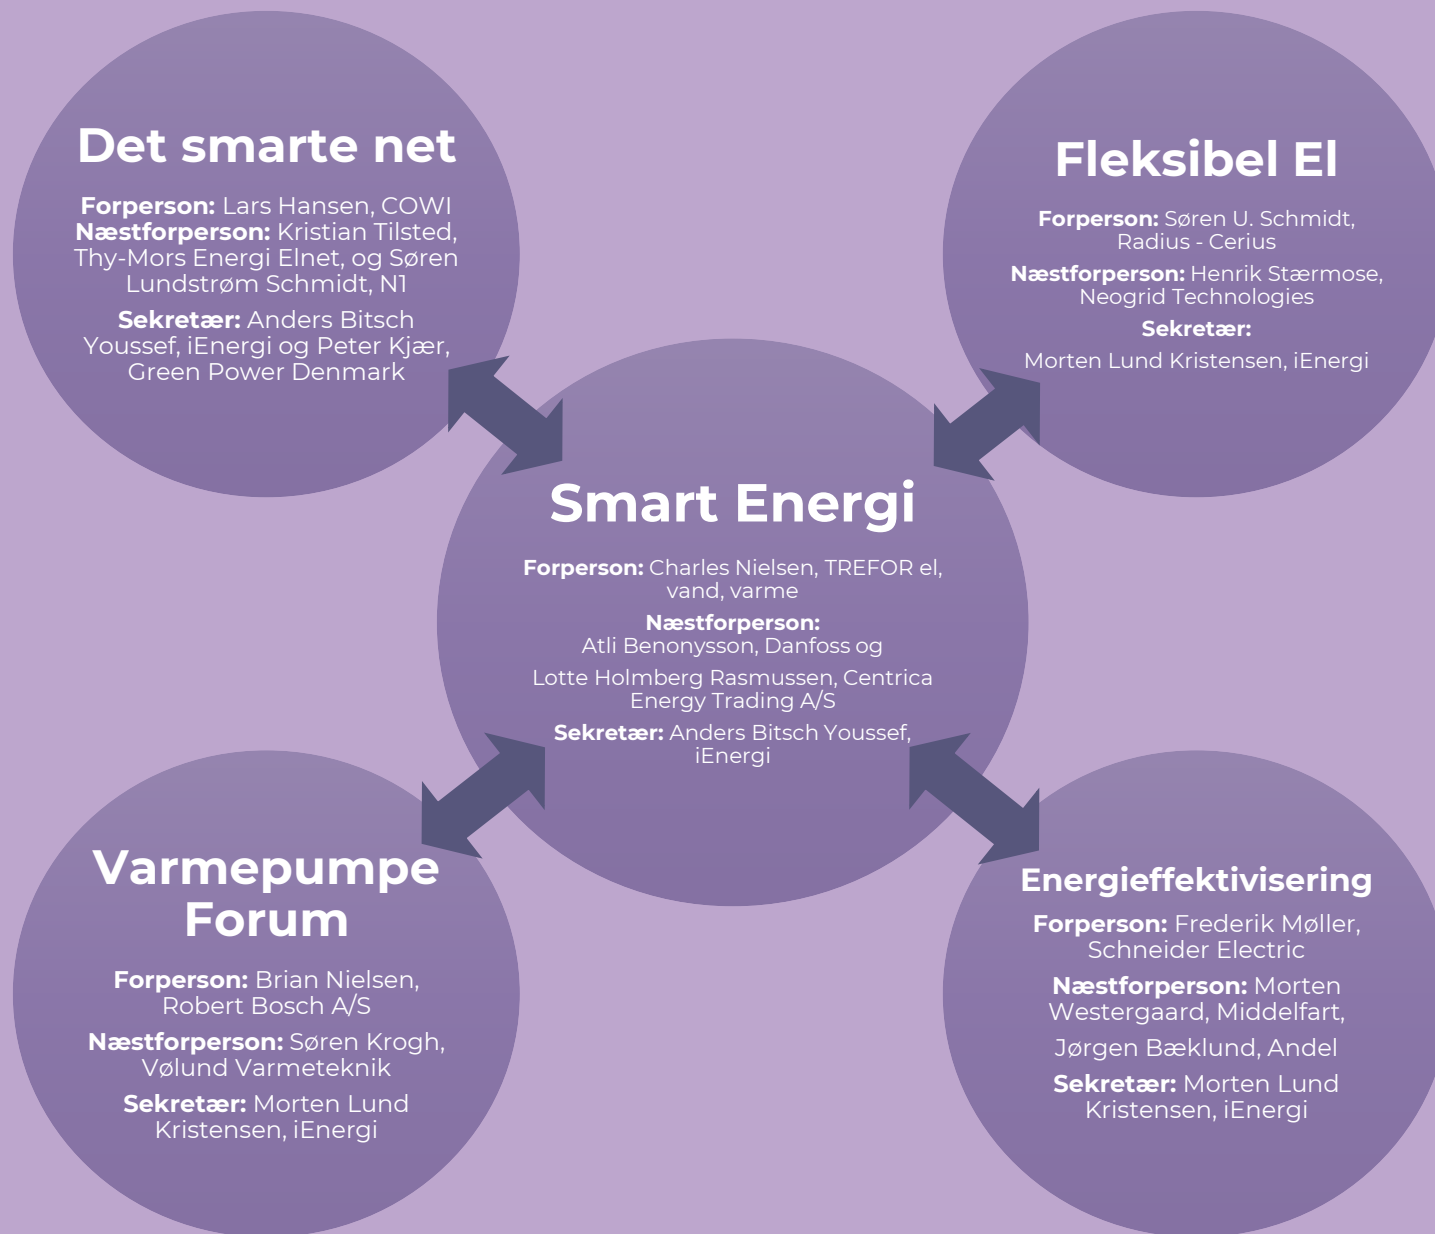 Det smarte net
Forperson: Lars Hansen, COWI
Næstforperson: Kristian Tilsted,
Thy-Mors Energi Elnet, og Søren
Lundstrøm Schmidt, N1
Sekretær: Anders Bitsch
Youssef, iEnergi og Peter Kjær,
Green Power Denmark
Fleksibel El
Forperson: Søren U. Schmidt,
Radius - Cerius
Næstforperson: Henrik Stærmose,
Neogrid Technologies
Sekretær:
Morten Lund Kristensen, iEnergi
Smart Energi
Forperson: Charles Nielsen, TREFOR el,
vand, varme
Næstforperson:
Atli Benonysson, Danfoss og
Lotte Holmberg Rasmussen, Centrica
Energy Trading A/S
Sekretær: Anders Bitsch Youssef,
iEnergi
Varmepumpe
Forum
Forperson: Brian Nielsen,
Robert Bosch A/S
Næstforperson: Søren Krogh,
Vølund Varmeteknik
Sekretær: Morten Lund
Kristensen, iEnergi
Energieffektivisering
Forperson: Frederik Møller,
Schneider Electric
Næstforperson: Morten
Westergaard, Middelfart,
Jørgen Bæklund, Andel
Sekretær: Morten Lund
Kristensen, iEnergi